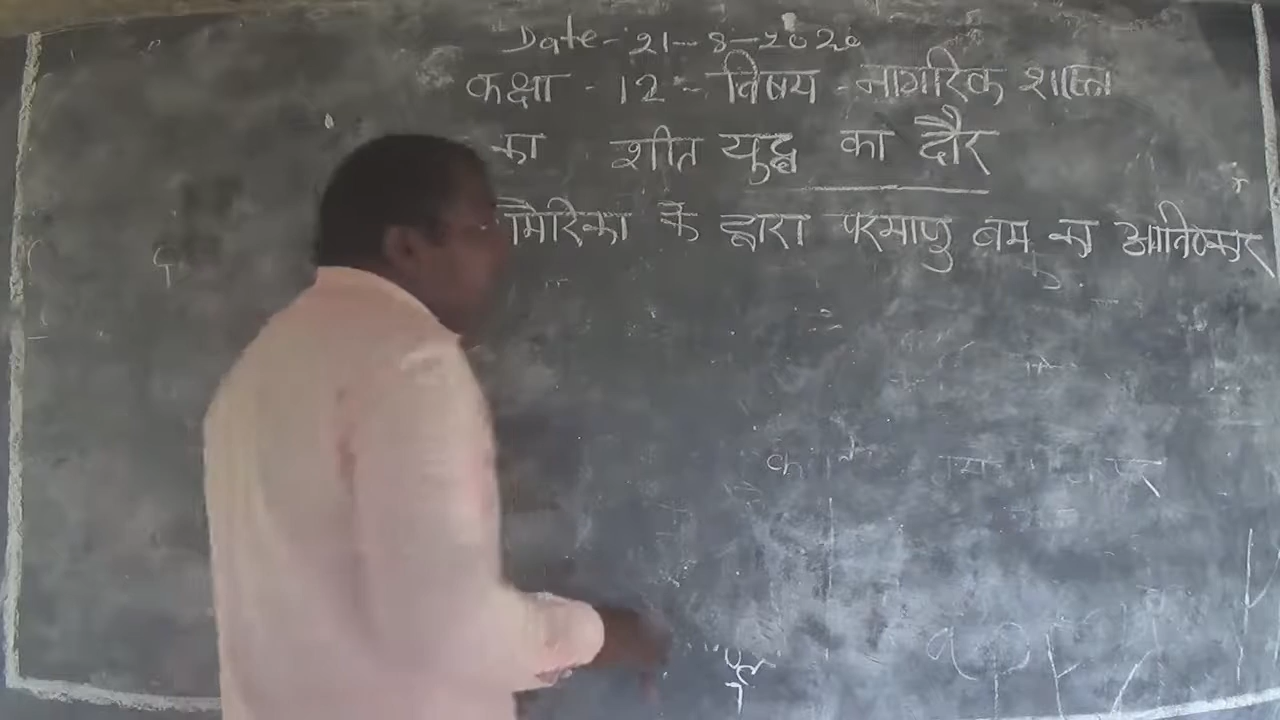 Date - 21-8-2020
कक्षा - 12 - विषय - नागरिक शास्त्र
का शीत युद्ध का दौर
मेरिका के द्वारा परमाणु बम का आविष्कार